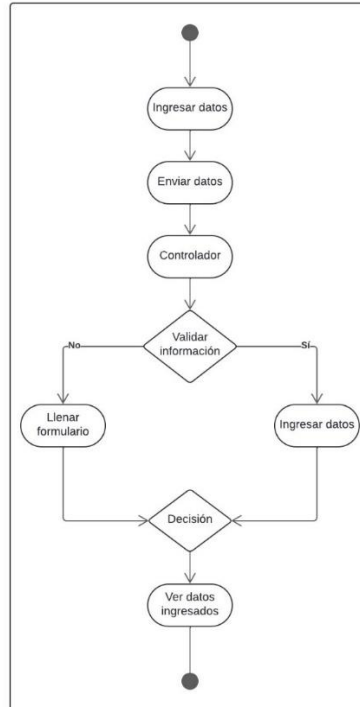 Ingresar datos
Enviar datos
Controlador
Validar
información
No
Sí
Llenar
formulario
Ingresar datos
Decisión
Ver datos
ingresados